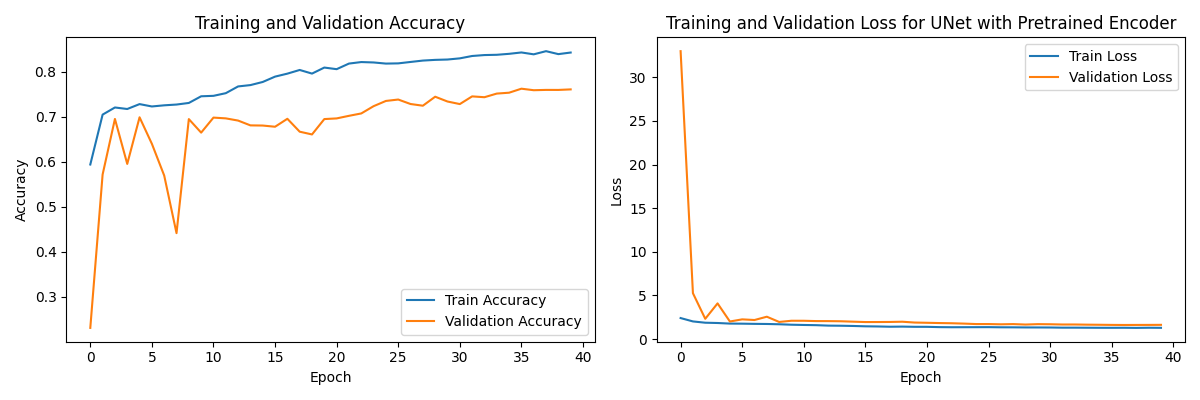 Training and Validation Accuracy
Accuracy
0.8
0.7
0.6
0.5
0.4
0.3
Train Accuracy
Validation Accuracy
0 5 10 15 20 25 30 35 40
Epoch
Training and Validation Loss for UNet with Pretrained Encoder
Loss
30
25
20
15
10
5
0
Train Loss
Validation Loss
0 5 10 15 20 25 30 35 40
Epoch